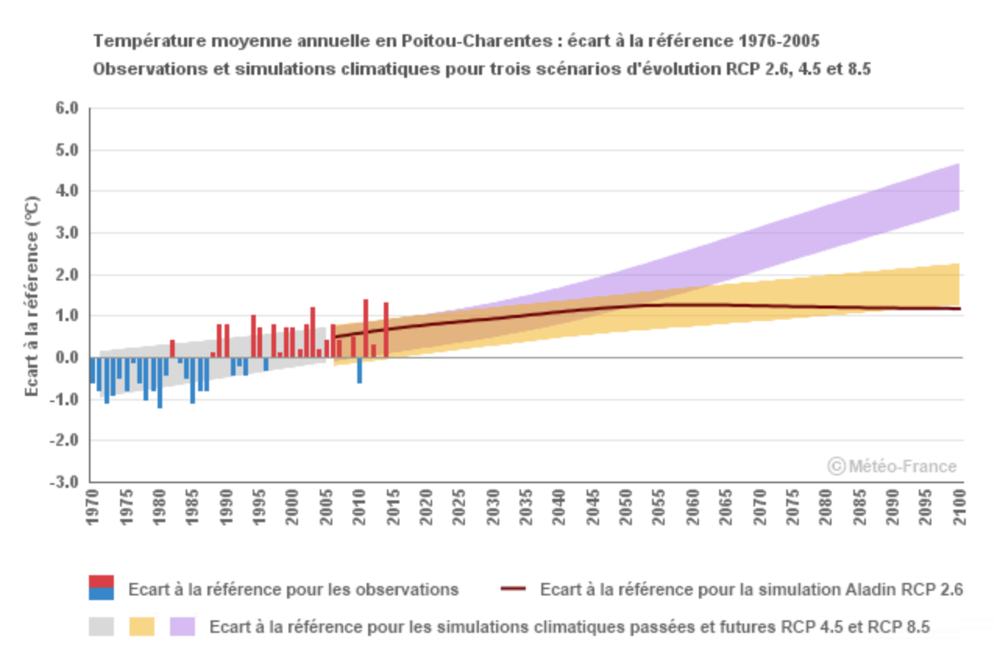 Température moyenne annuelle en Poitou-Charentes : écart à la référence 1976-2005
Observations et simulations climatiques pour trois scénarios d'évolution RCP 2.6, 4.5 et 8.5
6.0
5.0
4.0
3.0
2.0
1.0
0.0
-1.0
-2.0
-3.0
Ecart à la référence (°C)
©Météo-France
1970 1975 1980 1985 1990 1995 2000 2005 2010 2015 2020 2025 2030 2035 2040 2045 2050 2055 2060 2065 2070 2075 2080 2085 2090 2095 2100
Ecart à la référence pour les observations
Ecart à la référence pour la simulation Aladin RCP 2.6
Ecart à la référence pour les simulations climatiques passées et futures RCP 4.5 et RCP 8.5